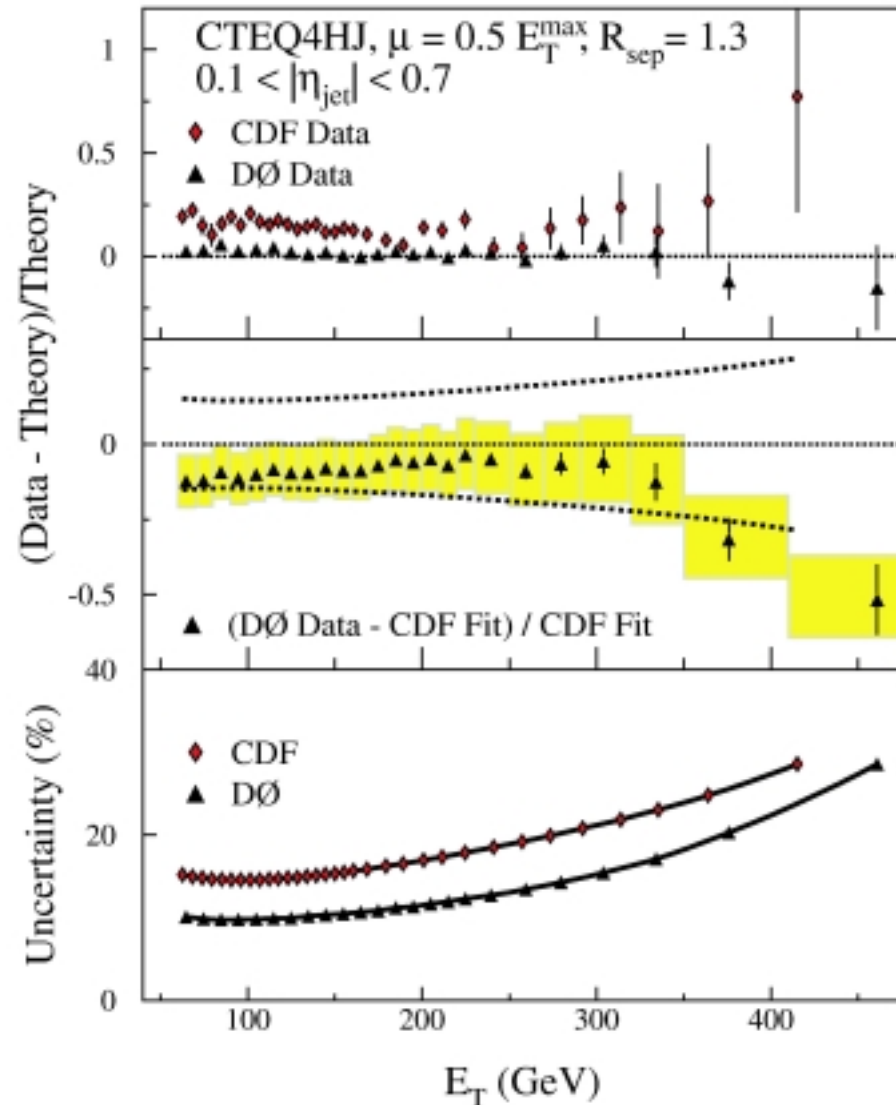 CTEQ4HJ, μ = 0.5 E_T^max, R_sep = 1.3
0.1 < |η_jet| < 0.7
CDF Data
DØ Data
1
0.5
0
(Data - Theory)/Theory
0
-0.5
(DØ Data - CDF Fit) / CDF Fit
40
CDF
DØ
20
0
Uncertainty (%)
100 200 300 400
E_T (GeV)